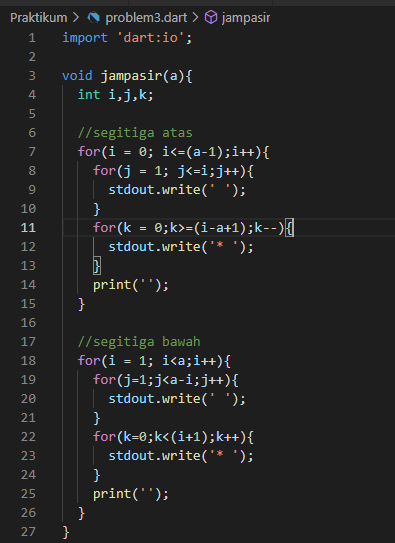 Praktikum > problem3.dart > jampasir
1 import 'dart:io';
2
3 void jampasir(a){
4 int i,j,k;
5
6 //segitiga atas
7 for(i = 0; i<=(a-1);i++){
8 for(j = 1; j<=i;j++){
9 stdout.write(' ');
10 }
11 for(k = 0;k>=(i-a+1);k--){
12 stdout.write('* ');
13 }
14 print('');
15 }
16
17 //segitiga bawah
18 for(i = 1; i<a;i++){
19 for(j=1;j<a-i;j++){
20 stdout.write(' ');
21 }
22 for(k=0;k<(i+1);k++){
23 stdout.write('* ');
24 }
25 print('');
26 }
27 }